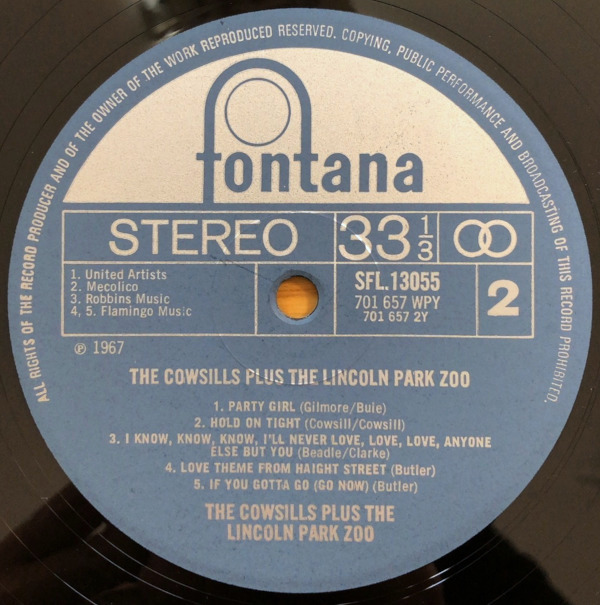 ALL RIGHTS OF THE RECORD PRODUCER AND OF THE OWNER OF THE WORK REPRODUCED RESERVED. COPYING, PUBLIC PERFORMANCE AND BROADCASTING OF THIS RECORD PROHIBITED.
fontana
STEREO 33 1/3
1. United Artists
2. Mecolico
3. Robbins Music
4, 5. Flamingo Music
SFL.13055
701 657 WPY
701 657 2Y
2
℗ 1967
THE COWSILLS PLUS THE LINCOLN PARK ZOO
1. PARTY GIRL (Gilmore/Buie)
2. HOLD ON TIGHT (Cowsill/Cowsill)
3. I KNOW, KNOW, KNOW, I'LL NEVER LOVE, LOVE, LOVE, ANYONE
ELSE BUT YOU (Beadle/Clarke)
4. LOVE THEME FROM HAIGHT STREET (Butler)
5. IF YOU GOTTA GO (GO NOW) (Butler)
THE COWSILLS PLUS THE
LINCOLN PARK ZOO